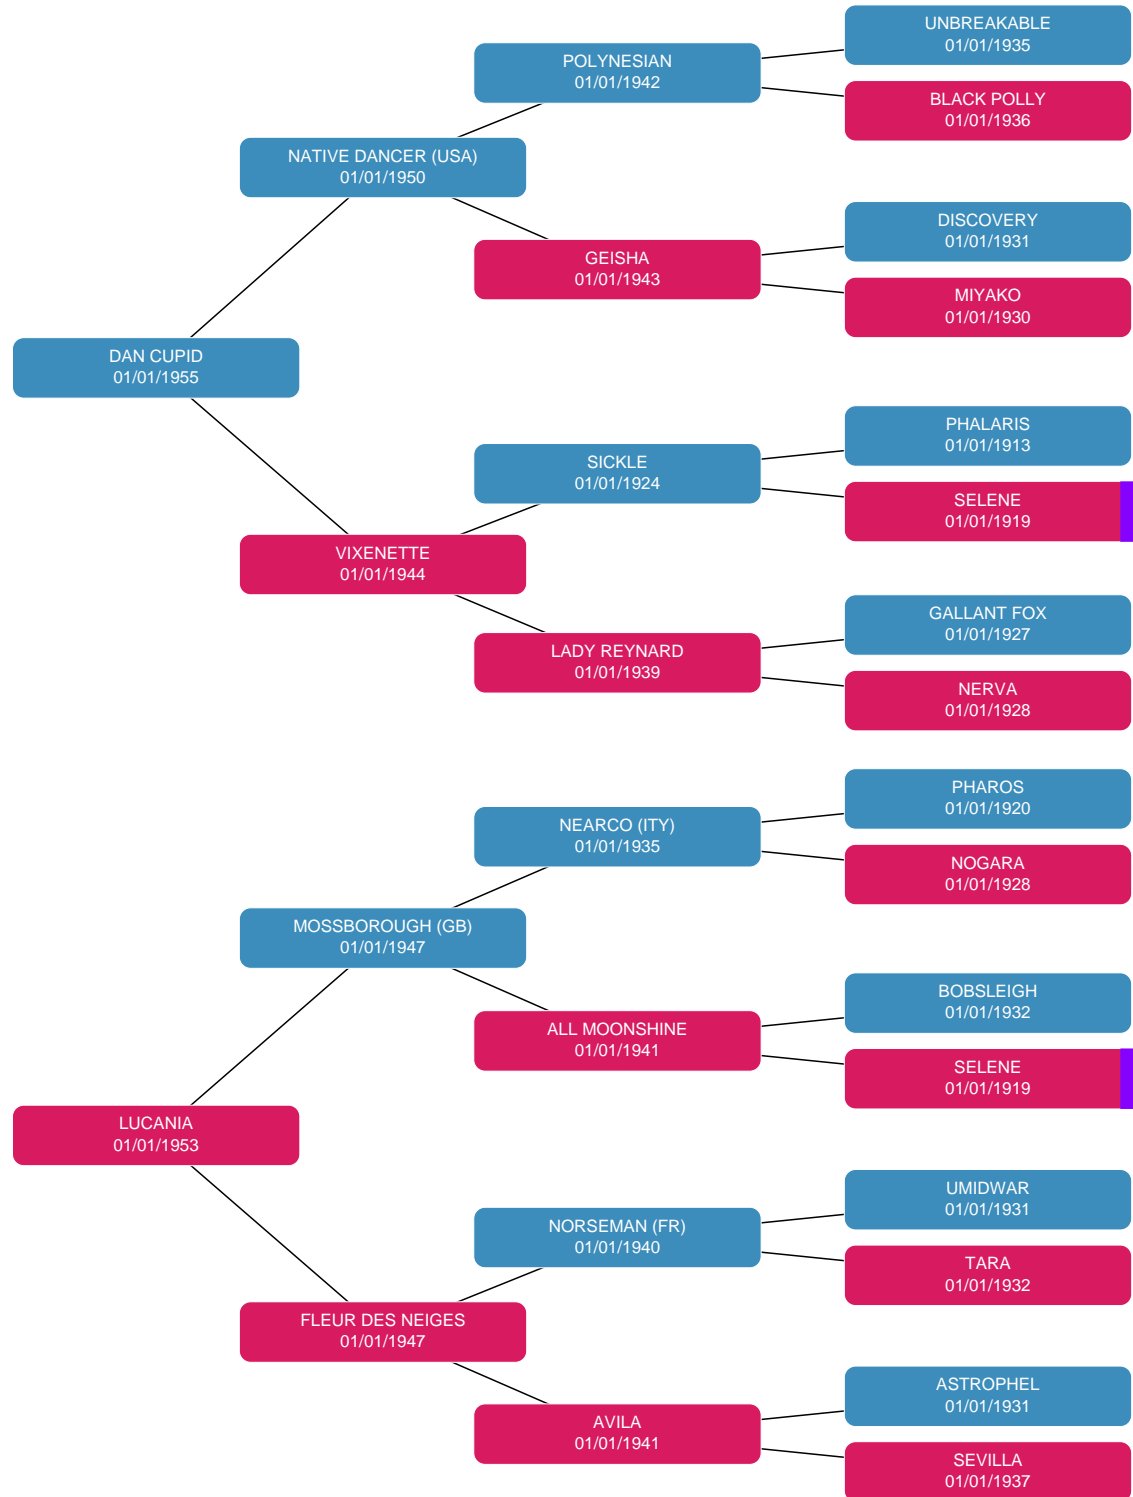 UNBREAKABLE
01/01/1935
POLYNESIAN
01/01/1942
BLACK POLLY
01/01/1936
NATIVE DANCER (USA)
01/01/1950
DISCOVERY
01/01/1931
GEISHA
01/01/1943
MIYAKO
01/01/1930
DAN CUPID
01/01/1955
PHALARIS
01/01/1913
SICKLE
01/01/1924
SELENE
01/01/1919
VIXENETTE
01/01/1944
GALLANT FOX
01/01/1927
LADY REYNARD
01/01/1939
NERVA
01/01/1928
PHAROS
01/01/1920
NEARCO (ITY)
01/01/1935
NOGARA
01/01/1928
MOSSBOROUGH (GB)
01/01/1947
BOBSLEIGH
01/01/1932
ALL MOONSHINE
01/01/1941
SELENE
01/01/1919
LUCANIA
01/01/1953
UMIDWAR
01/01/1931
NORSEMAN (FR)
01/01/1940
TARA
01/01/1932
FLEUR DES NEIGES
01/01/1947
ASTROPHEL
01/01/1931
AVILA
01/01/1941
SEVILLA
01/01/1937